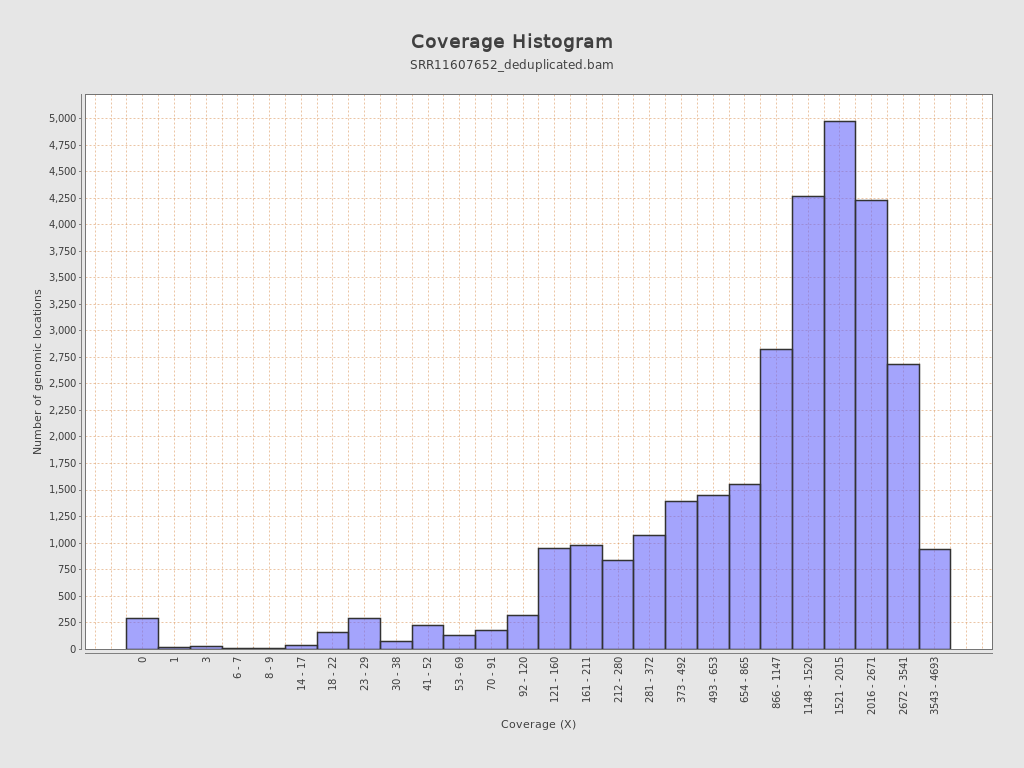 Coverage Histogram
SRR11607652_deduplicated.bam
Number of genomic locations
5,000
4,750
4,500
4,250
4,000
3,750
3,500
3,250
3,000
2,750
2,500
2,250
2,000
1,750
1,500
1,250
1,000
750
500
250
0
0
1
3
6 - 7
8 - 9
14 - 17
18 - 22
23 - 29
30 - 38
41 - 52
53 - 69
70 - 91
92 - 120
121 - 160
161 - 211
212 - 280
281 - 372
373 - 492
493 - 653
654 - 865
866 - 1147
1148 - 1520
1521 - 2015
2016 - 2671
2672 - 3541
3543 - 4693
Coverage (X)